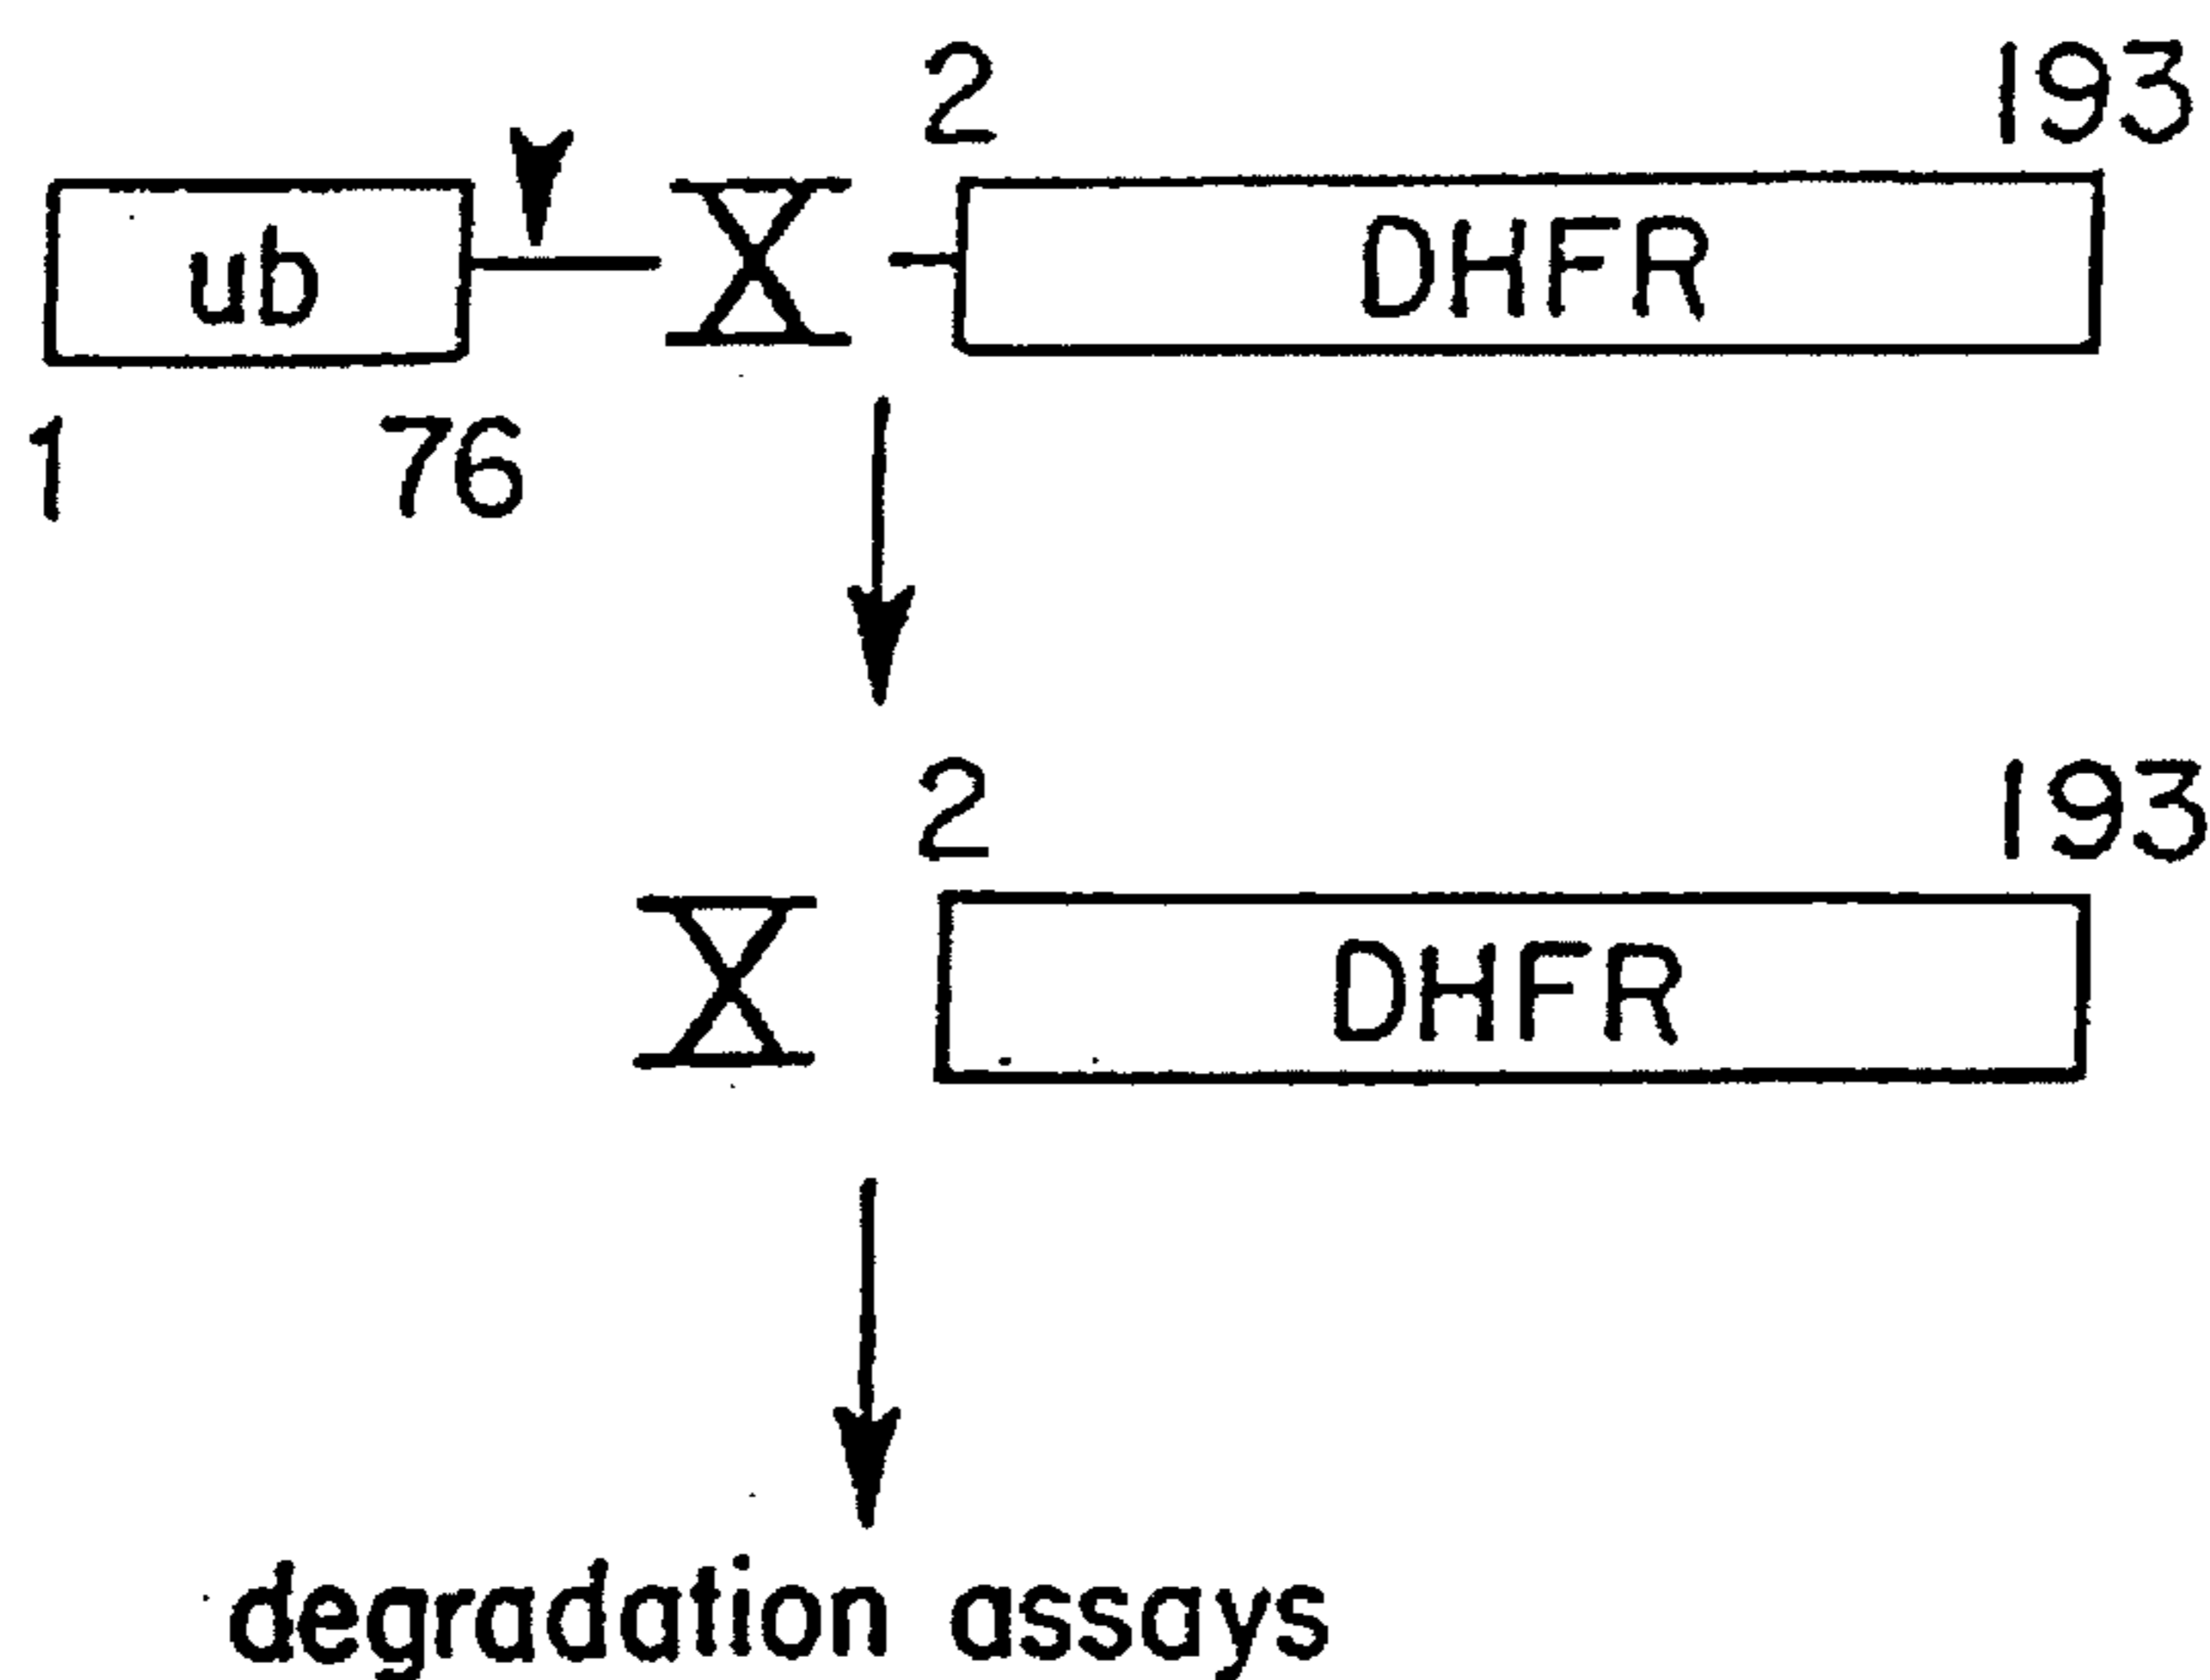 2 193
ub X DHFR
1 76
2 193
X DHFR
degradation assays